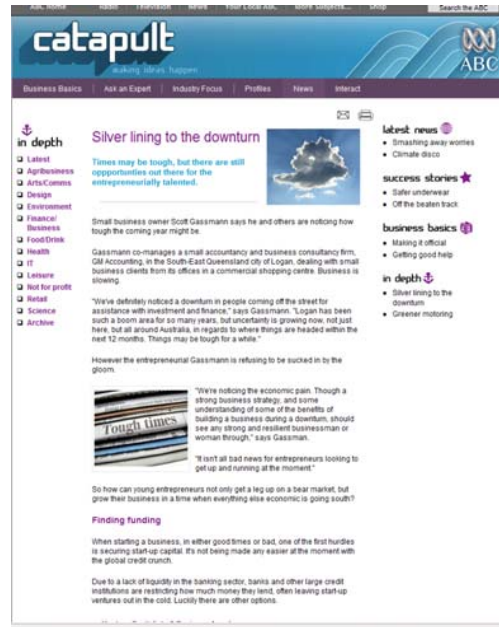 ABC Home Radio Television News Your Local ABC More Subjects... Shop Search the ABC
catapult
making ideas happen
ABC
Business Basics Ask an Expert Industry Focus Profiles News Interact
in depth
Latest
Agribusiness
Arts/Comms
Design
Environment
Finance/
Business
Food/Drink
Health
IT
Leisure
Not for profit
Retail
Science
Archive
Silver lining to the downturn
Times may be tough, but there are still
oppportunties out there for the
entrepreneurially talented.
Small business owner Scott Gassmann says he and others are noticing how
tough the coming year might be.
Gassmann co-manages a small accountancy and business consultancy firm,
GM Accounting, in the South-East Queensland city of Logan, dealing with small
business clients from its offices in a commercial shopping centre. Business is
slowing.
"We've definitely noticed a downturn in people coming off the street for
assistance with investment and finance," says Gassmann. "Logan has been
such a boom area for so many years, but uncertainty is growing now, not just
here, but all around Australia, in regards to where things are headed within the
next 12 months. Things may be tough for a while."
However the entrepreneurial Gassmann is refusing to be sucked in by the
gloom.
Tough times
"We're noticing the economic pain. Though a
strong business strategy, and some
understanding of some of the benefits of
building a business during a downturn, should
see any strong and resilient businessman or
woman through," says Gassman.
"It isn't all bad news for entrepreneurs looking to
get up and running at the moment."
So how can young entrepreneurs not only get a leg up on a bear market, but
grow their business in a time when everything else economic is going south?
Finding funding
When starting a business, in either good times or bad, one of the first hurdles
is securing start-up capital. It's not being made any easier at the moment with
the global credit crunch.
Due to a lack of liquidity in the banking sector, banks and other large credit
institutions are restricting how much money they lend, often leaving start-up
ventures out in the cold. Luckily there are other options.
latest news
Smashing away worries
Climate disco
success stories
Safer underwear
Off the beaten track
business basics
Making it official
Getting good help
in depth
Silver lining to the
downturn
Greener motoring